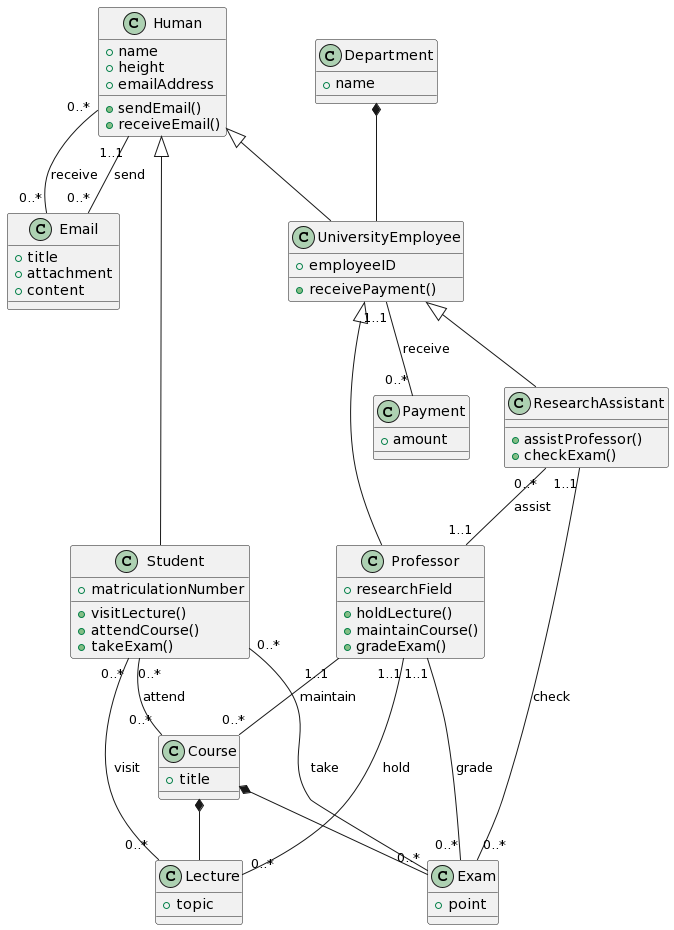 C Human
name
height
emailAddress
sendEmail()
receiveEmail()
C Department
name
0..*
1..1
receive
send
0..*
0..*
C Email
title
attachment
content
C UniversityEmployee
employeeID
receivePayment()
1..1
receive
0..*
C Payment
amount
C ResearchAssistant
assistProfessor()
checkExam()
0..*
1..1
assist
1..1
C Student
matriculationNumber
visitLecture()
attendCourse()
takeExam()
C Professor
researchField
holdLecture()
maintainCourse()
gradeExam()
0..*
0..*
0..*
1..1
1..1
1..1
attend
maintain
check
0..*
0..*
C Course
title
visit
take
hold
grade
0..*
0..*
0..*
0..*
0..*
C Lecture
topic
C Exam
point